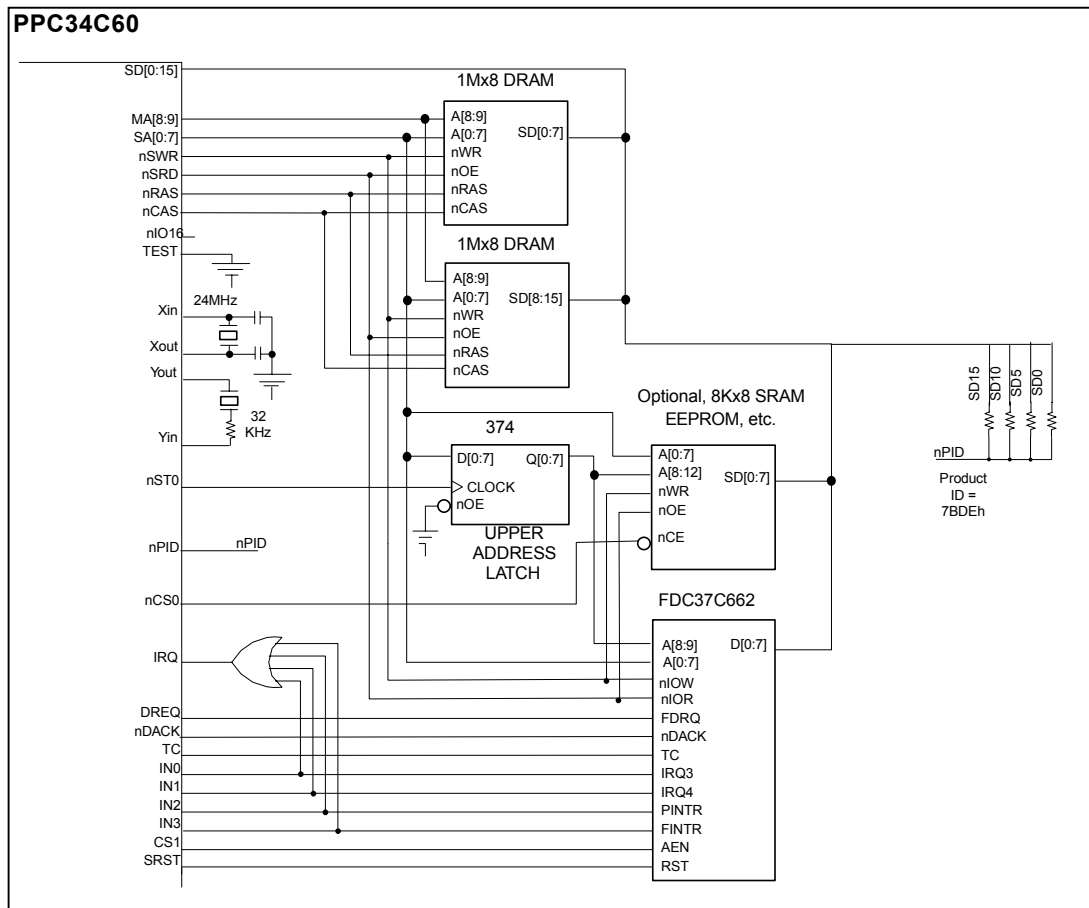 PPC34C60
SD[0:15]
MA[8:9]
SA[0:7]
nSWR
nSRD
nRAS
nCAS
nIO16
TEST
Xin
24MHz
Xout
Yout
32
KHz
Yin
nST0
nPID
nPID
nCS0
IRQ
DREQ
nDACK
TC
IN0
IN1
IN2
IN3
CS1
SRST
1Mx8 DRAM
A[8:9]
A[0:7]
nWR
nOE
nRAS
nCAS
SD[0:7]
1Mx8 DRAM
A[8:9]
A[0:7]
nWR
nOE
nRAS
nCAS
SD[8:15]
374
D[0:7]
Q[0:7]
CLOCK
nOE
UPPER
ADDRESS
LATCH
Optional, 8Kx8 SRAM
EEPROM, etc.
A[0:7]
A[8:12]
nWR
nOE
nCE
SD[0:7]
FDC37C662
A[8:9]
A[0:7]
nIOW
nIOR
FDRQ
nDACK
TC
IRQ3
IRQ4
PINTR
FINTR
AEN
RST
D[0:7]
SD15
SD10
SD5
SD0
nPID
Product
ID =
7BDEh